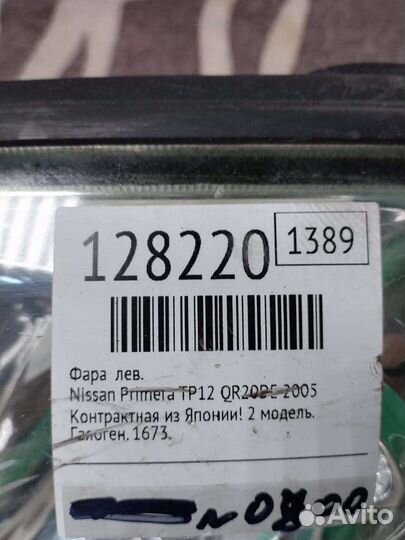 128220
1389
Фара лев.
Nissan Primera TP12 QR20DE 2005
Контрактная из Японии! 2 модель.
Галоген. 1673.
Avito